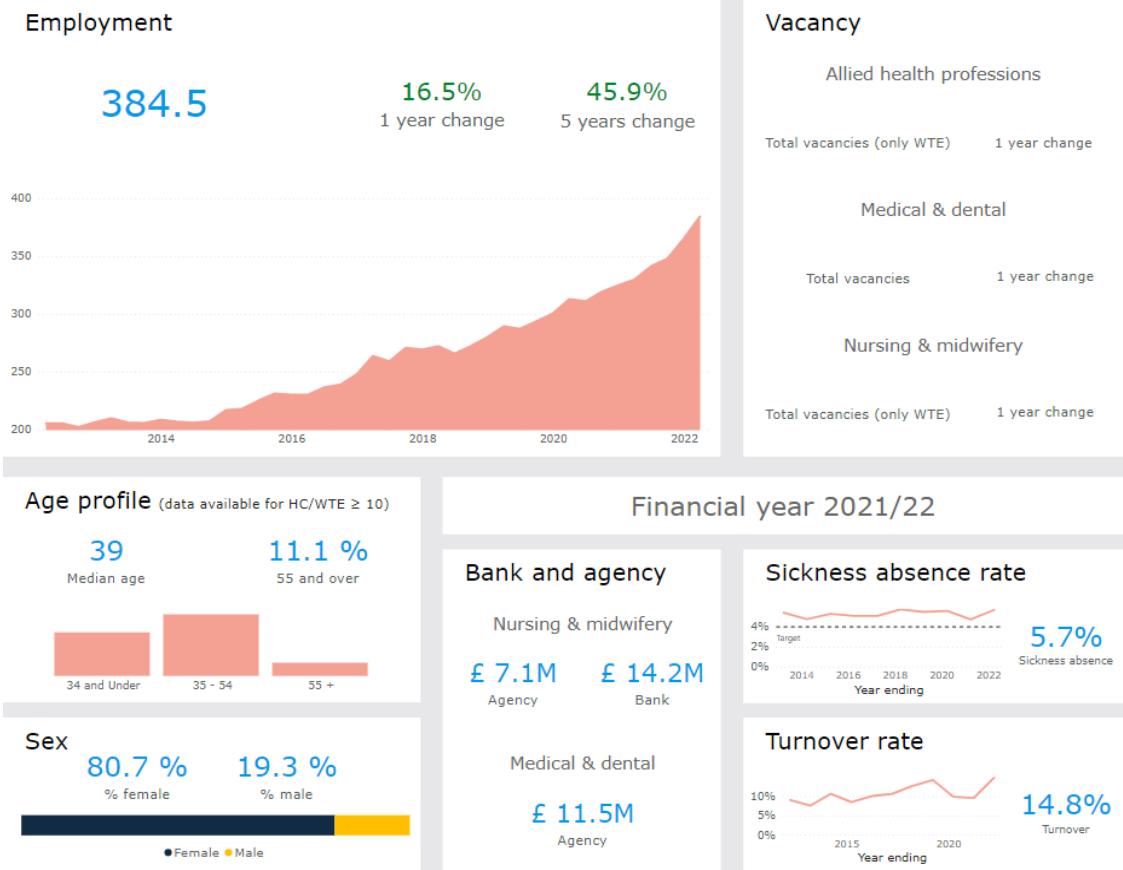 Employment
384.5
16.5%
1 year change
45.9%
5 years change
400
350
300
250
200
2014 2016 2018 2020 2022
Vacancy
Allied health professions
Total vacancies (only WTE) 1 year change
Medical & dental
Total vacancies 1 year change
Nursing & midwifery
Total vacancies (only WTE) 1 year change
Age profile (data available for HC/WTE ≥ 10)
39
Median age
11.1 %
55 and over
34 and Under 35 - 54 55 +
Sex
80.7 %
% female
19.3 %
% male
Female Male
Financial year 2021/22
Bank and agency
Nursing & midwifery
£ 7.1M
Agency
£ 14.2M
Bank
Medical & dental
£ 11.5M
Agency
Sickness absence rate
4%
Target
2%
0%
2014 2016 2018 2020 2022
Year ending
5.7%
Sickness absence
Turnover rate
10%
5%
0%
2015 2020
Year ending
14.8%
Turnover